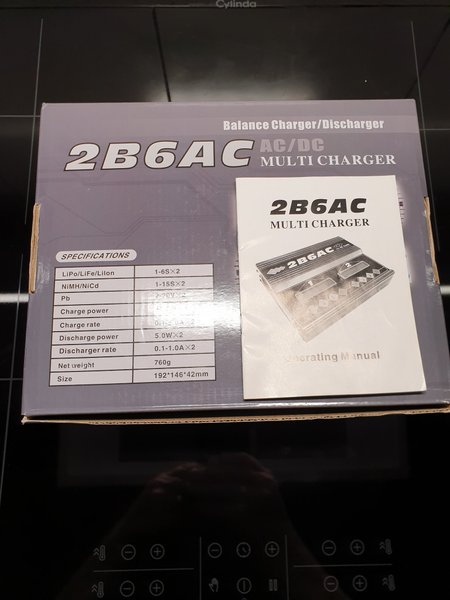 Cylinda
Balance Charger/Discharger
2B6AC AC/DC
MULTI CHARGER
2B6AC
MULTI CHARGER
2B6AC
Operating Manual
SPECIFICATIONS
LiPo/LiFe/LiIon 1-6S×2
NiMH/NiCd 1-15S×2
Pb
Charge power
Charge rate
Discharge power 5.0W×2
Discharger rate 0.1-1.0A×2
Net weight 760g
Size 192*146*42mm